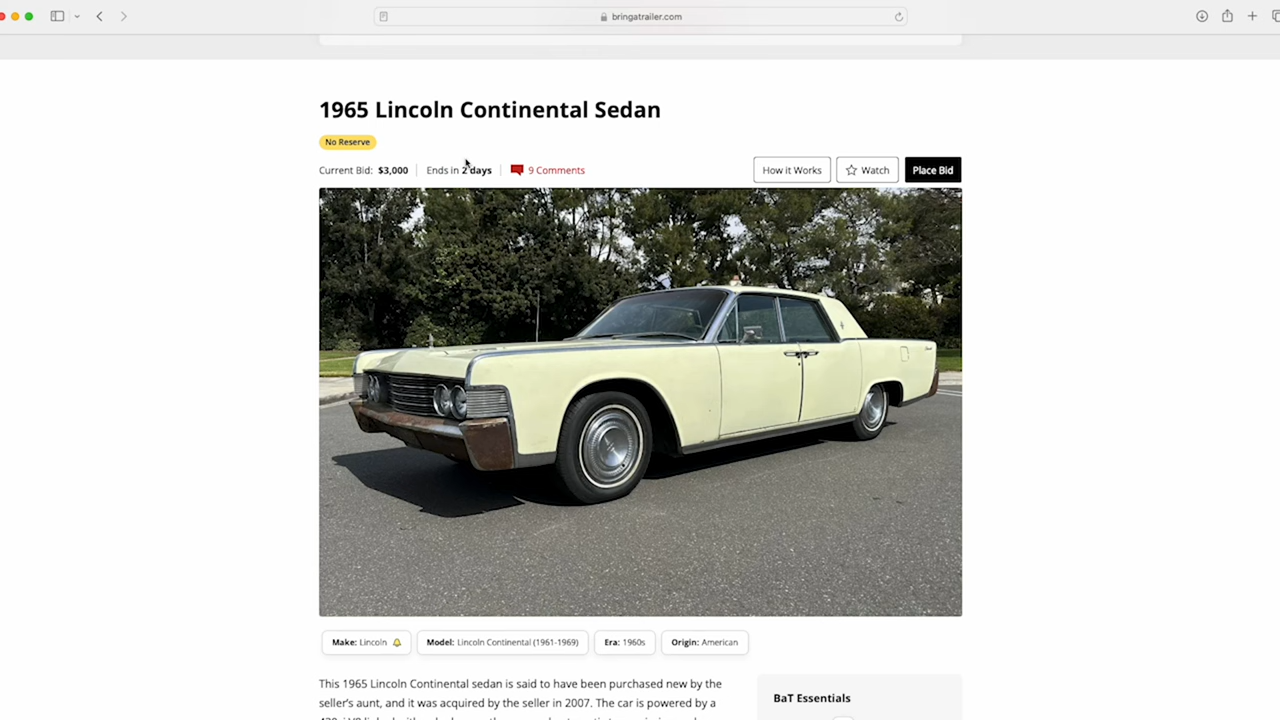 bringatrailer.com
1965 Lincoln Continental Sedan
No Reserve
Current Bid: $3,000 Ends in 2 days 9 Comments How it Works Watch Place Bid
Make: Lincoln Model: Lincoln Continental (1961-1969) Era: 1960s Origin: American
This 1965 Lincoln Continental sedan is said to have been purchased new by the
seller's aunt, and it was acquired by the seller in 2007. The car is powered by a
BaT Essentials